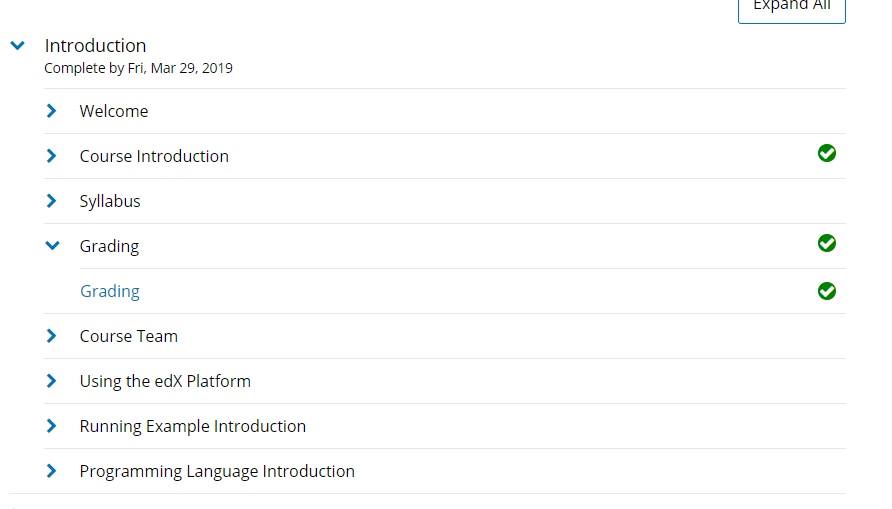 Expand All
Introduction
Complete by Fri, Mar 29, 2019
Welcome
Course Introduction
Syllabus
Grading
Grading
Course Team
Using the edX Platform
Running Example Introduction
Programming Language Introduction